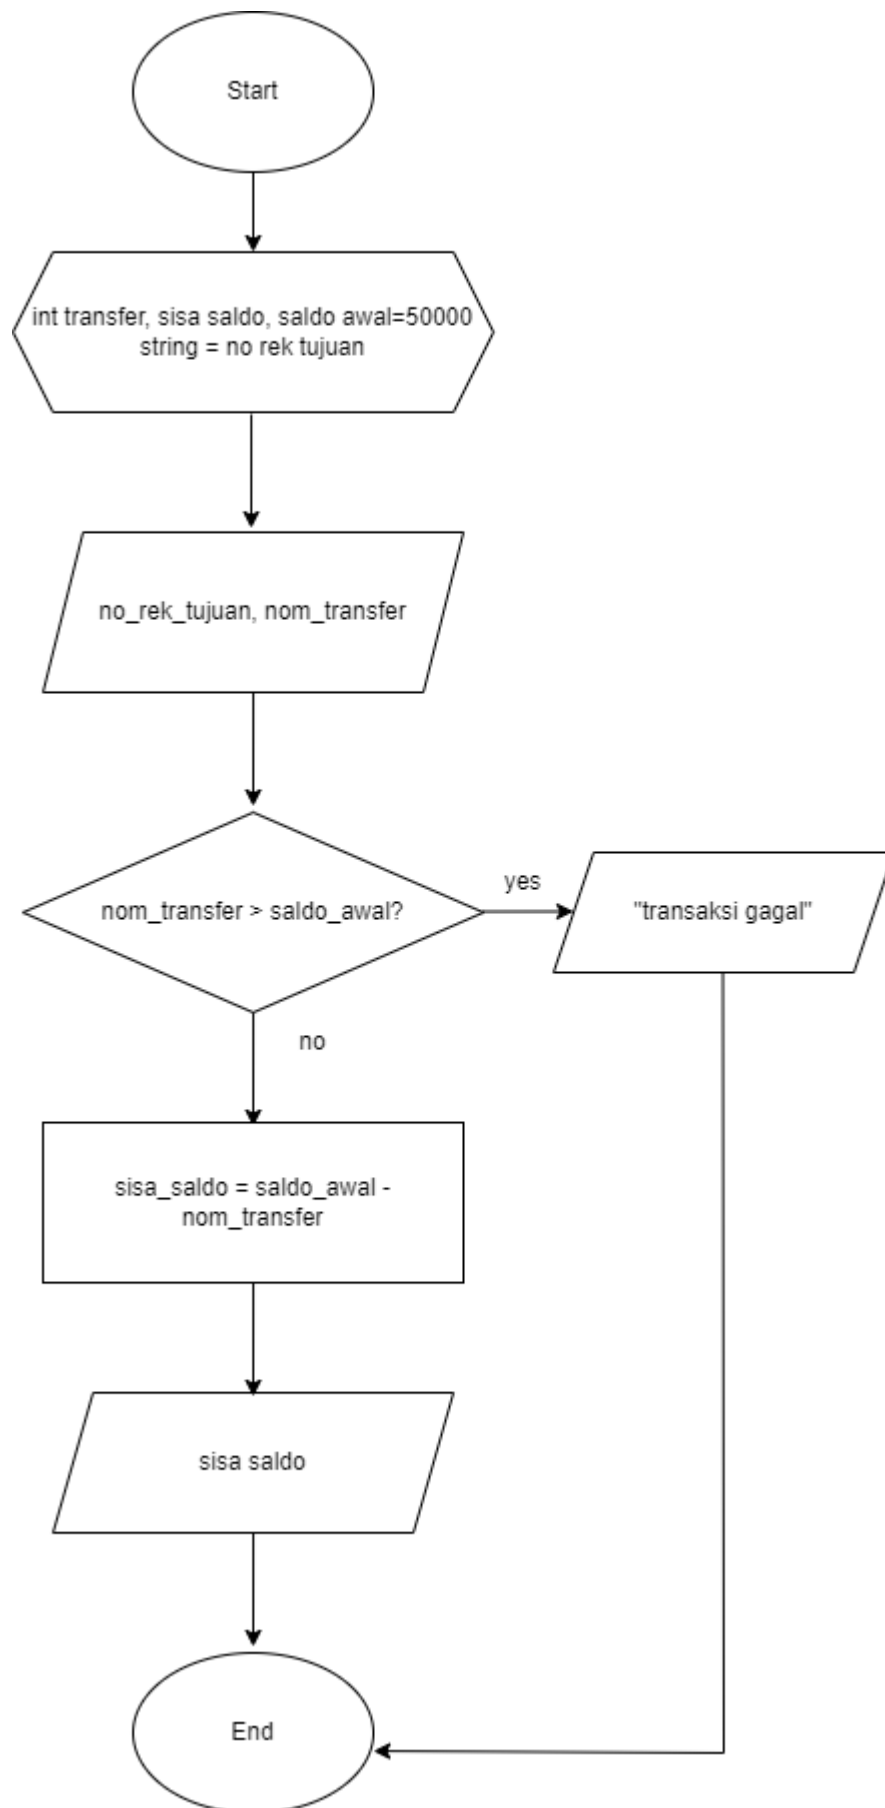 Start
int transfer, sisa saldo, saldo awal=50000
string = no rek tujuan
no_rek_tujuan, nom_transfer
nom_transfer > saldo_awal?
yes
"transaksi gagal"
no
sisa_saldo = saldo_awal -
nom_transfer
sisa saldo
End